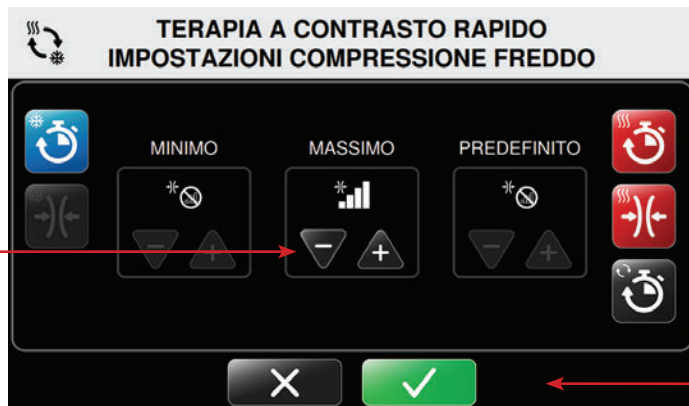 TERAPIA A CONTRASTO RAPIDO
IMPOSTAZIONI COMPRESSIONE FREDDO
MINIMO MASSIMO PREDEFINITO